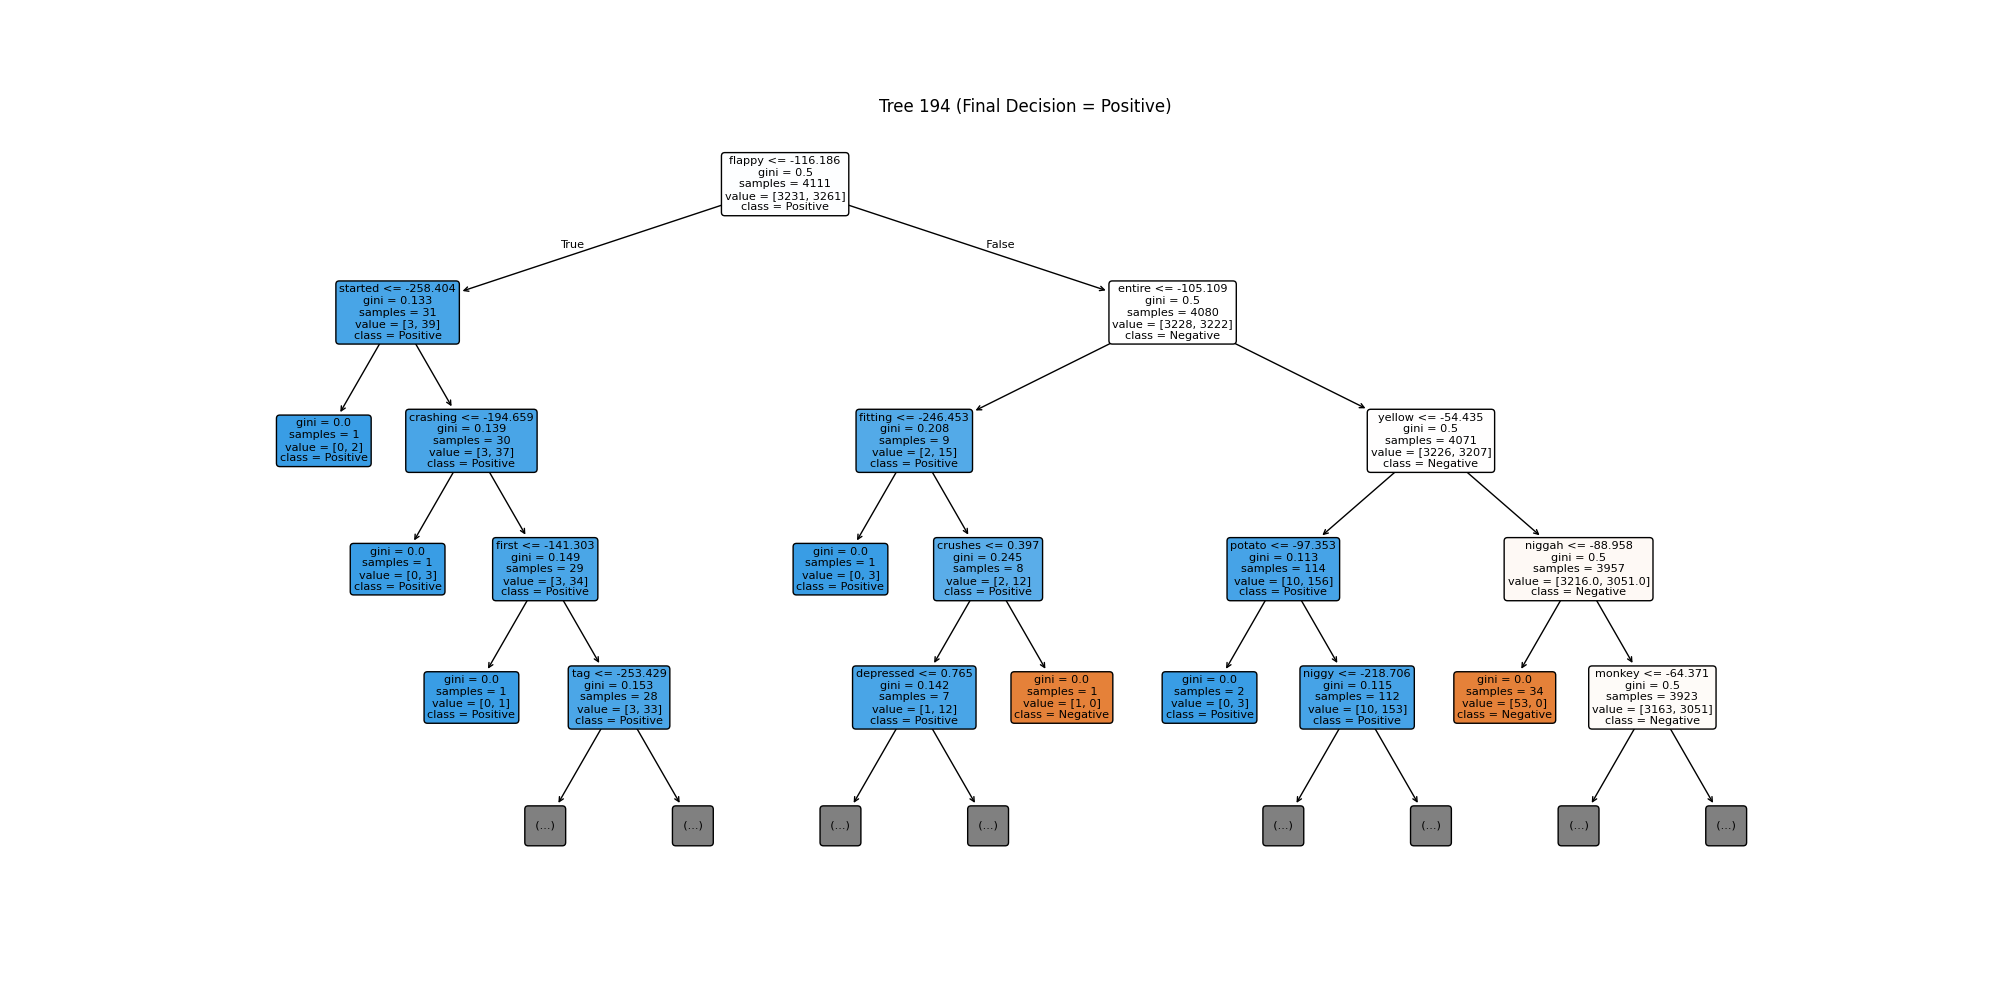 Tree 194 (Final Decision = Positive)
flappy <= -116.186
gini = 0.5
samples = 4111
value = [3231, 3261]
class = Positive
True
False
started <= -258.404
gini = 0.133
samples = 31
value = [3, 39]
class = Positive
entire <= -105.109
gini = 0.5
samples = 4080
value = [3228, 3222]
class = Negative
gini = 0.0
samples = 1
value = [0, 2]
class = Positive
crashing <= -194.659
gini = 0.139
samples = 30
value = [3, 37]
class = Positive
fitting <= -246.453
gini = 0.208
samples = 9
value = [2, 15]
class = Positive
yellow <= -54.435
gini = 0.5
samples = 4071
value = [3226, 3207]
class = Negative
gini = 0.0
samples = 1
value = [0, 3]
class = Positive
first <= -141.303
gini = 0.149
samples = 29
value = [3, 34]
class = Positive
gini = 0.0
samples = 1
value = [0, 3]
class = Positive
crushes <= 0.397
gini = 0.245
samples = 8
value = [2, 12]
class = Positive
potato <= -97.353
gini = 0.113
samples = 114
value = [10, 156]
class = Positive
niggah <= -88.958
gini = 0.5
samples = 3957
value = [3216.0, 3051.0]
class = Negative
gini = 0.0
samples = 1
value = [0, 1]
class = Positive
tag <= -253.429
gini = 0.153
samples = 28
value = [3, 33]
class = Positive
depressed <= 0.765
gini = 0.142
samples = 7
value = [1, 12]
class = Positive
gini = 0.0
samples = 1
value = [1, 0]
class = Negative
gini = 0.0
samples = 2
value = [0, 3]
class = Positive
niggy <= -218.706
gini = 0.115
samples = 112
value = [10, 153]
class = Positive
gini = 0.0
samples = 34
value = [53, 0]
class = Negative
monkey <= -64.371
gini = 0.5
samples = 3923
value = [3163, 3051]
class = Negative
(...)
(...)
(...)
(...)
(...)
(...)
(...)
(...)